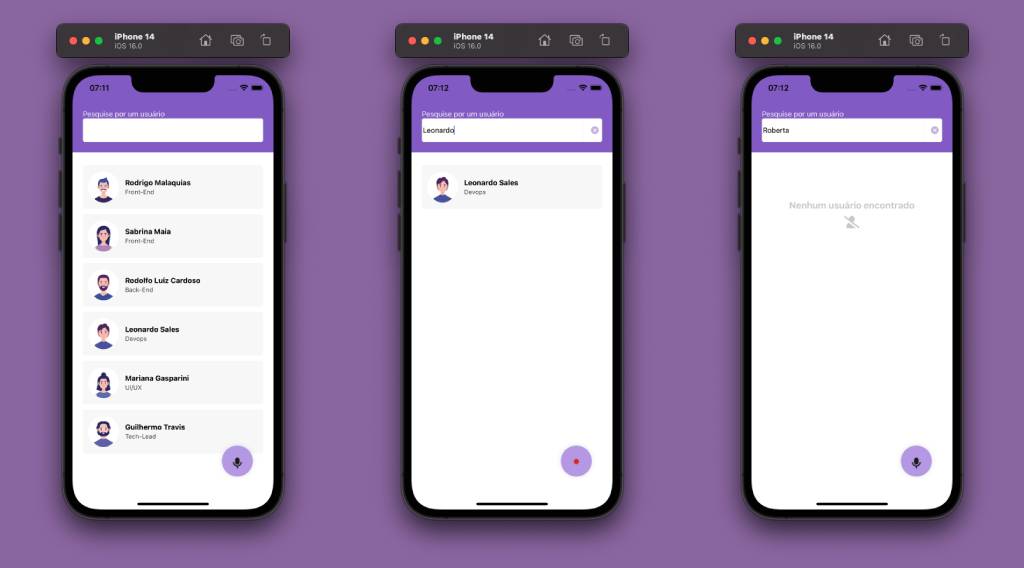 iPhone 14
iOS 16.0
07:11
Pesquise por um usuário
Rodrigo Malaquias
Front-End
Sabrina Maia
Front-End
Rodolfo Luiz Cardoso
Back-End
Leonardo Sales
Devops
Mariana Gasparini
UI/UX
Guilhermo Travis
Tech-Lead
iPhone 14
iOS 16.0
07:12
Pesquise por um usuário
Leonardo
Leonardo Sales
Devops
iPhone 14
iOS 16.0
07:12
Pesquise por um usuário
Roberta
Nenhum usuário encontrado